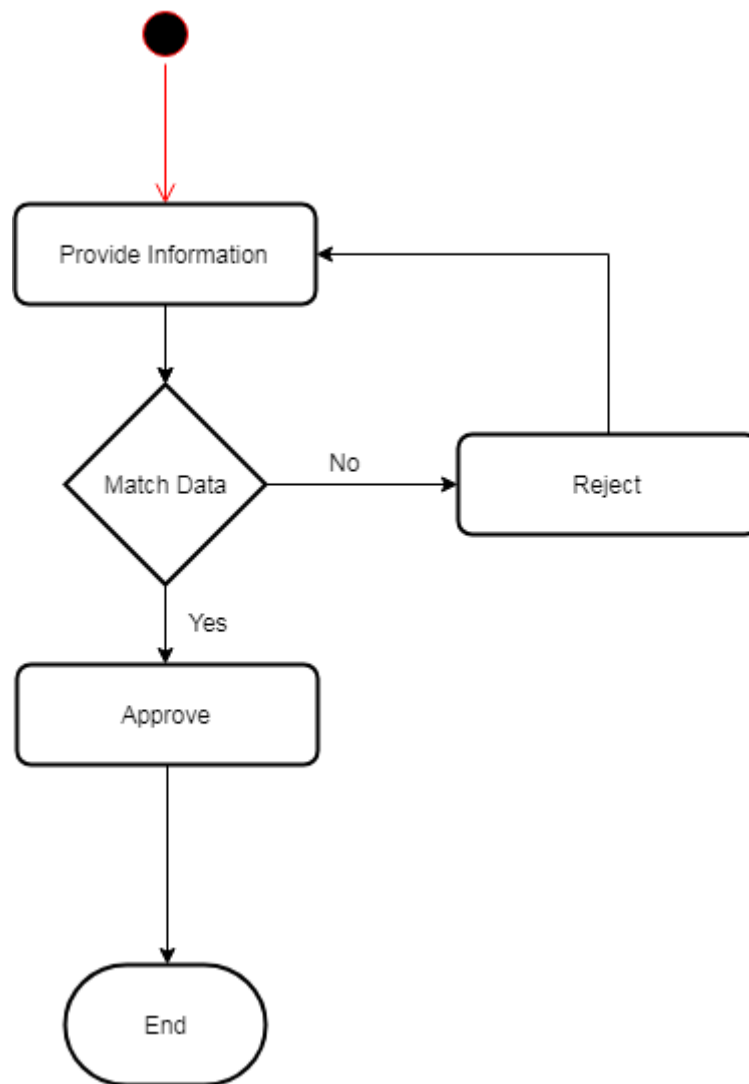 Provide Information
Match Data
No
Reject
Yes
Approve
End